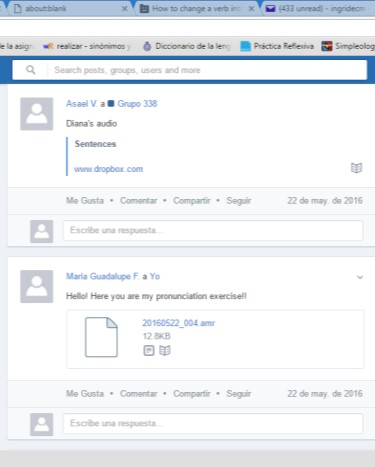 about:blank
How to change a verb int
(433 unread) - ingridecm
e la asign
realizar - sinónimos y
Diccionario de la leng
Práctica Reflexiva
Simpleolog
Search posts, groups, users and more
Asael V. a Grupo 338
Diana's audio
Sentences
www.dropbox.com
Me Gusta • Comentar • Compartir • Seguir
22 de may. de 2016
Escribe una respuesta...
María Guadalupe F. a Yo
Hello! Here you are my pronunciation exercise!!
20160522_004.amr
12.8KB
Me Gusta • Comentar • Compartir • Seguir
22 de may. de 2016
Escribe una respuesta...